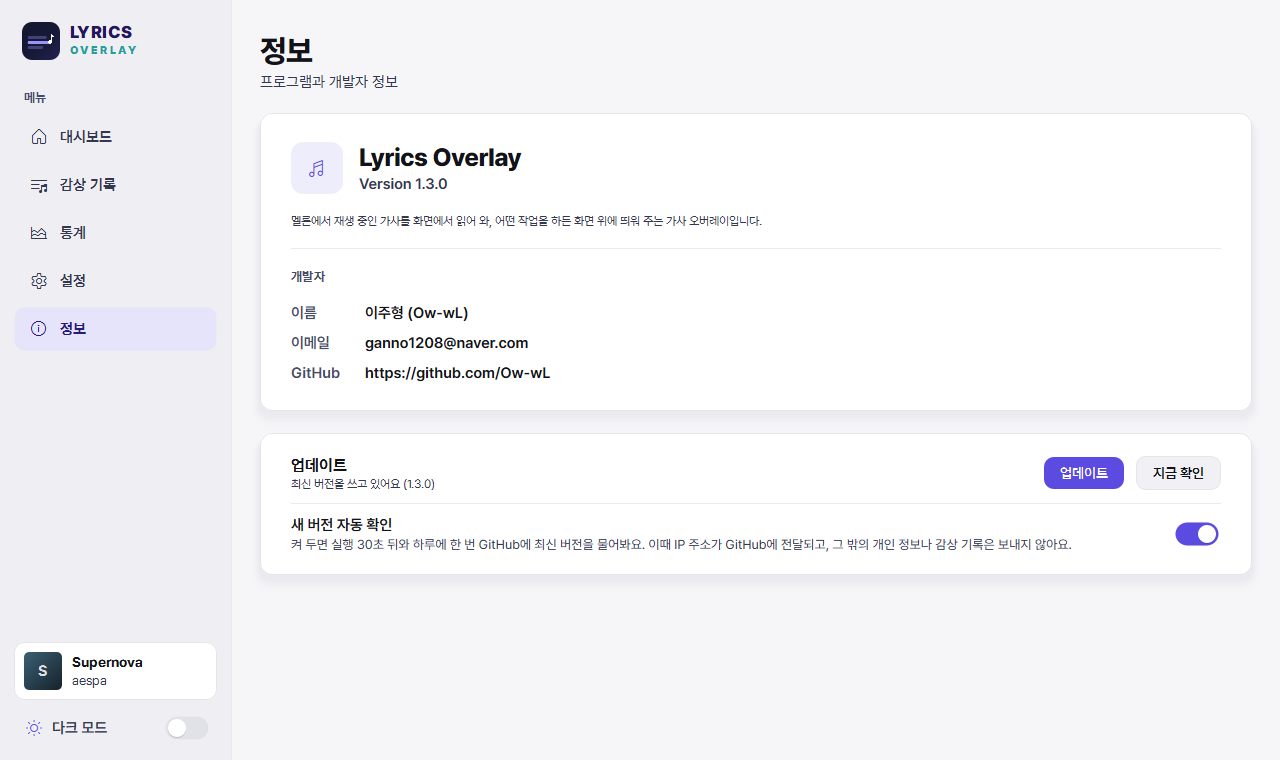 LYRICS
OVERLAY
메뉴
대시보드
감상 기록
통계
설정
정보
Supernova
aespa
S
다크 모드
정보
프로그램과 개발자 정보
Lyrics Overlay
Version 1.3.0
멜론에서 재생 중인 가사를 화면에서 읽어 와, 어떤 작업을 하든 화면 위에 띄워 주는 가사 오버레이입니다.
개발자
이름 이주형 (Ow-wL)
이메일 ganno1208@naver.com
GitHub https://github.com/Ow-wL
업데이트
최신 버전을 쓰고 있어요 (1.3.0)
업데이트 지금 확인
새 버전 자동 확인
켜 두면 실행 30초 뒤와 하루에 한 번 GitHub에 최신 버전을 물어봐요. 이때 IP 주소가 GitHub에 전달되고, 그 밖의 개인 정보나 감상 기록은 보내지 않아요.